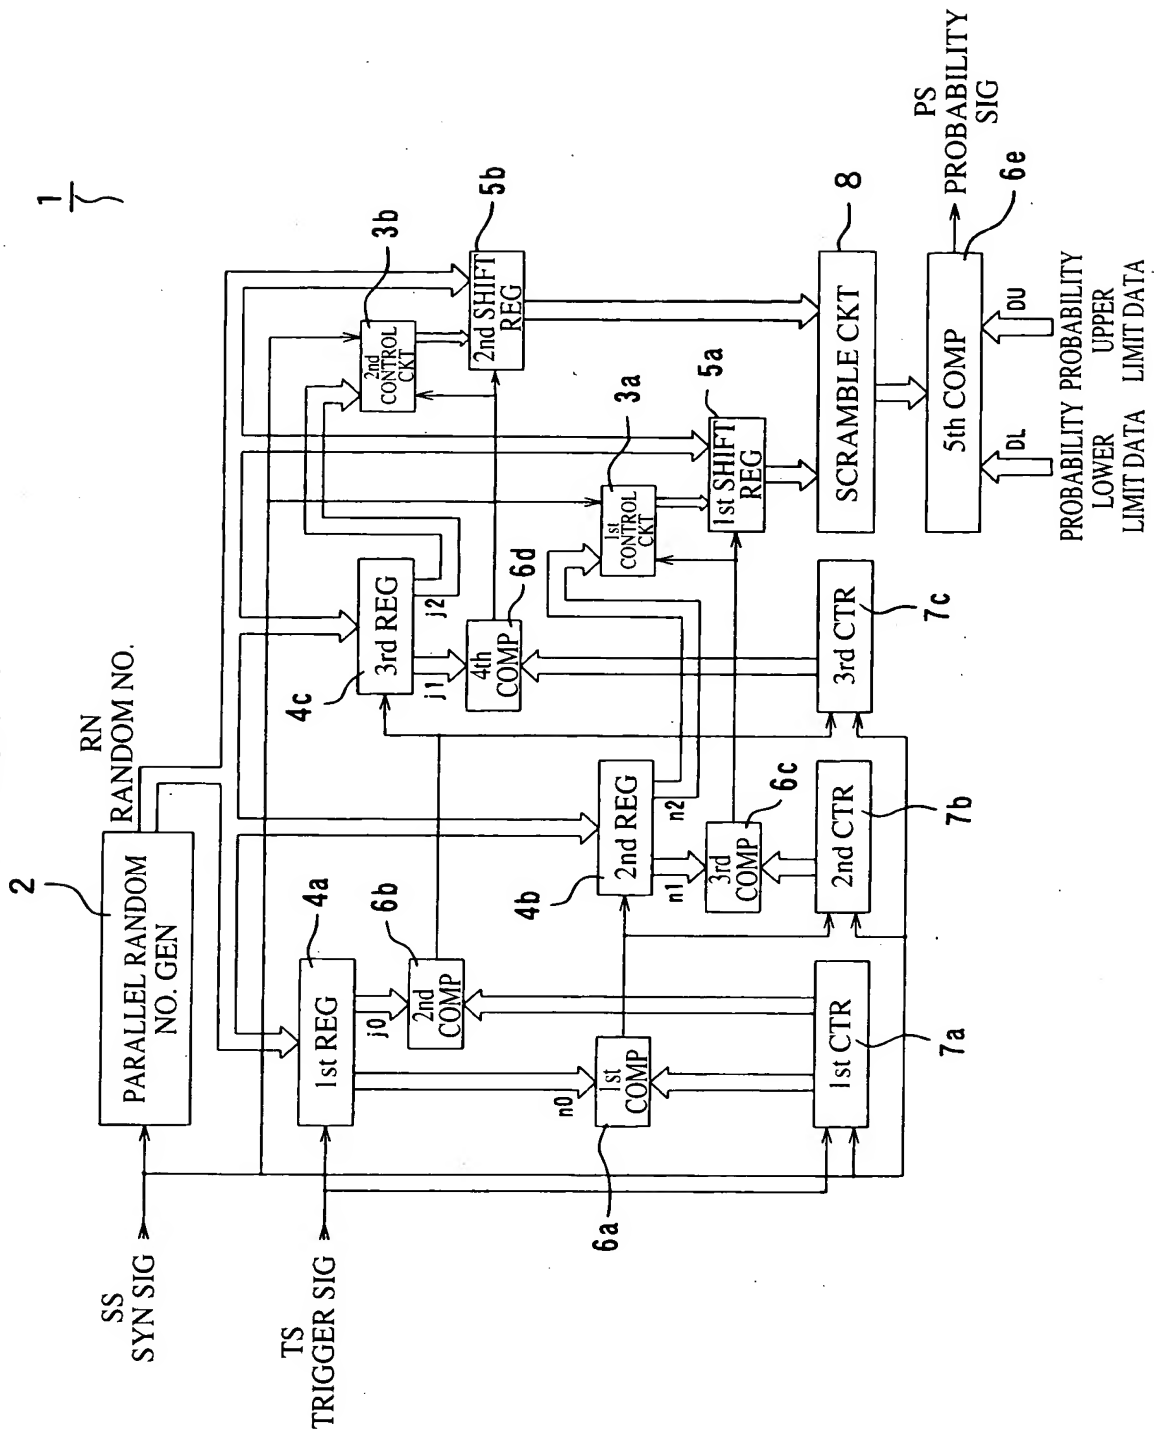 1
2
PARALLEL RANDOM
NO. GEN
RN
RANDOM NO.
SS
SYN SIG
TS
TRIGGER SIG
4a
1st REG
j0
n0
6b
2nd
COMP
6a
1st
COMP
1st CTR
7a
4b
2nd REG
n1
n2
3rd
COMP
6c
2nd CTR
7b
4c
3rd REG
j1
j2
4th
COMP
6d
3rd CTR
7c
3b
2nd
CONTROL
CKT
5b
2nd SHIFT
REG
3a
1st
CONTROL
CKT
5a
1st SHIFT
REG
8
SCRAMBLE CKT
5th COMP
6e
PS
PROBABILITY
SIG
DL
DU
PROBABILITY
LOWER
LIMIT DATA
PROBABILITY
UPPER
LIMIT DATA